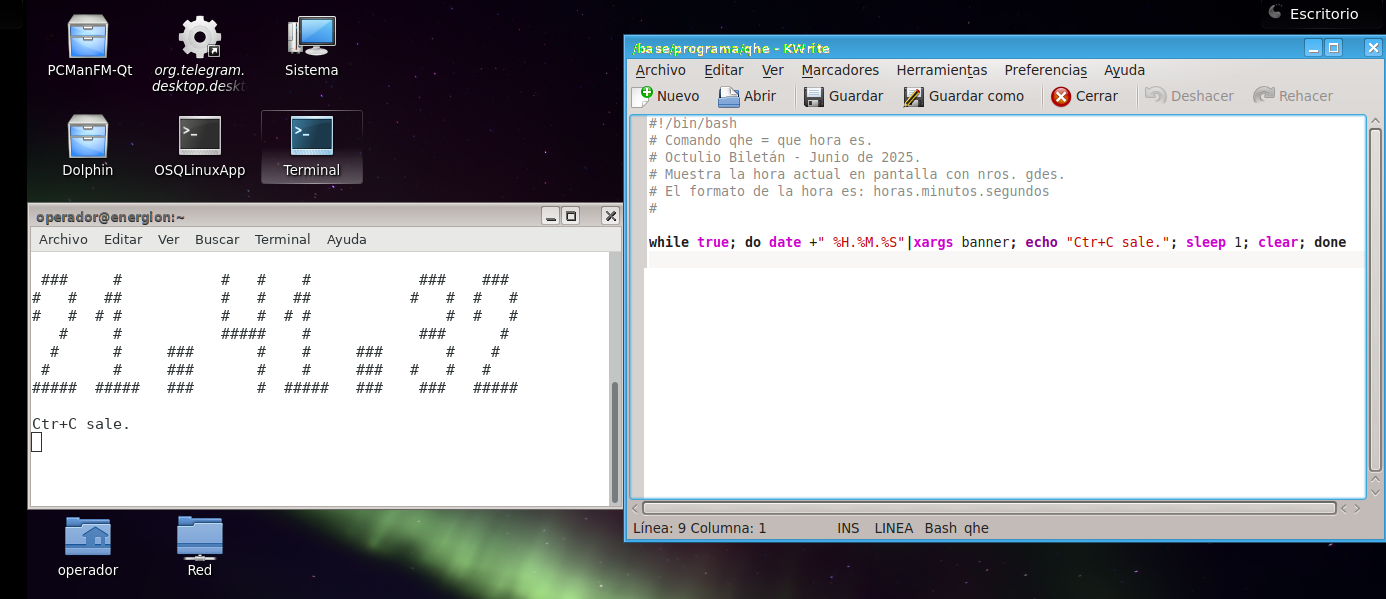 Escritorio
PCManFM-Qt
org.telegram.
desktop.deskt
Sistema
Dolphin
OSQLinuxApp
Terminal
operador@energion:~
Archivo Editar Ver Buscar Terminal Ayuda
21.41.32
Ctr+C sale.
operador
Red
/base/programa/qhe - KWrite
Archivo Editar Ver Marcadores Herramientas Preferencias Ayuda
Nuevo Abrir Guardar Guardar como Cerrar Deshacer Rehacer
#!/bin/bash
# Comando qhe = que hora es.
# Octulio Biletán - Junio de 2025.
# Muestra la hora actual en pantalla con nros. gdes.
# El formato de la hora es: horas.minutos.segundos
#
while true; do date +" %H.%M.%S"|xargs banner; echo "Ctr+C sale."; sleep 1; clear; done
Línea: 9 Columna: 1 INS LINEA Bash qhe